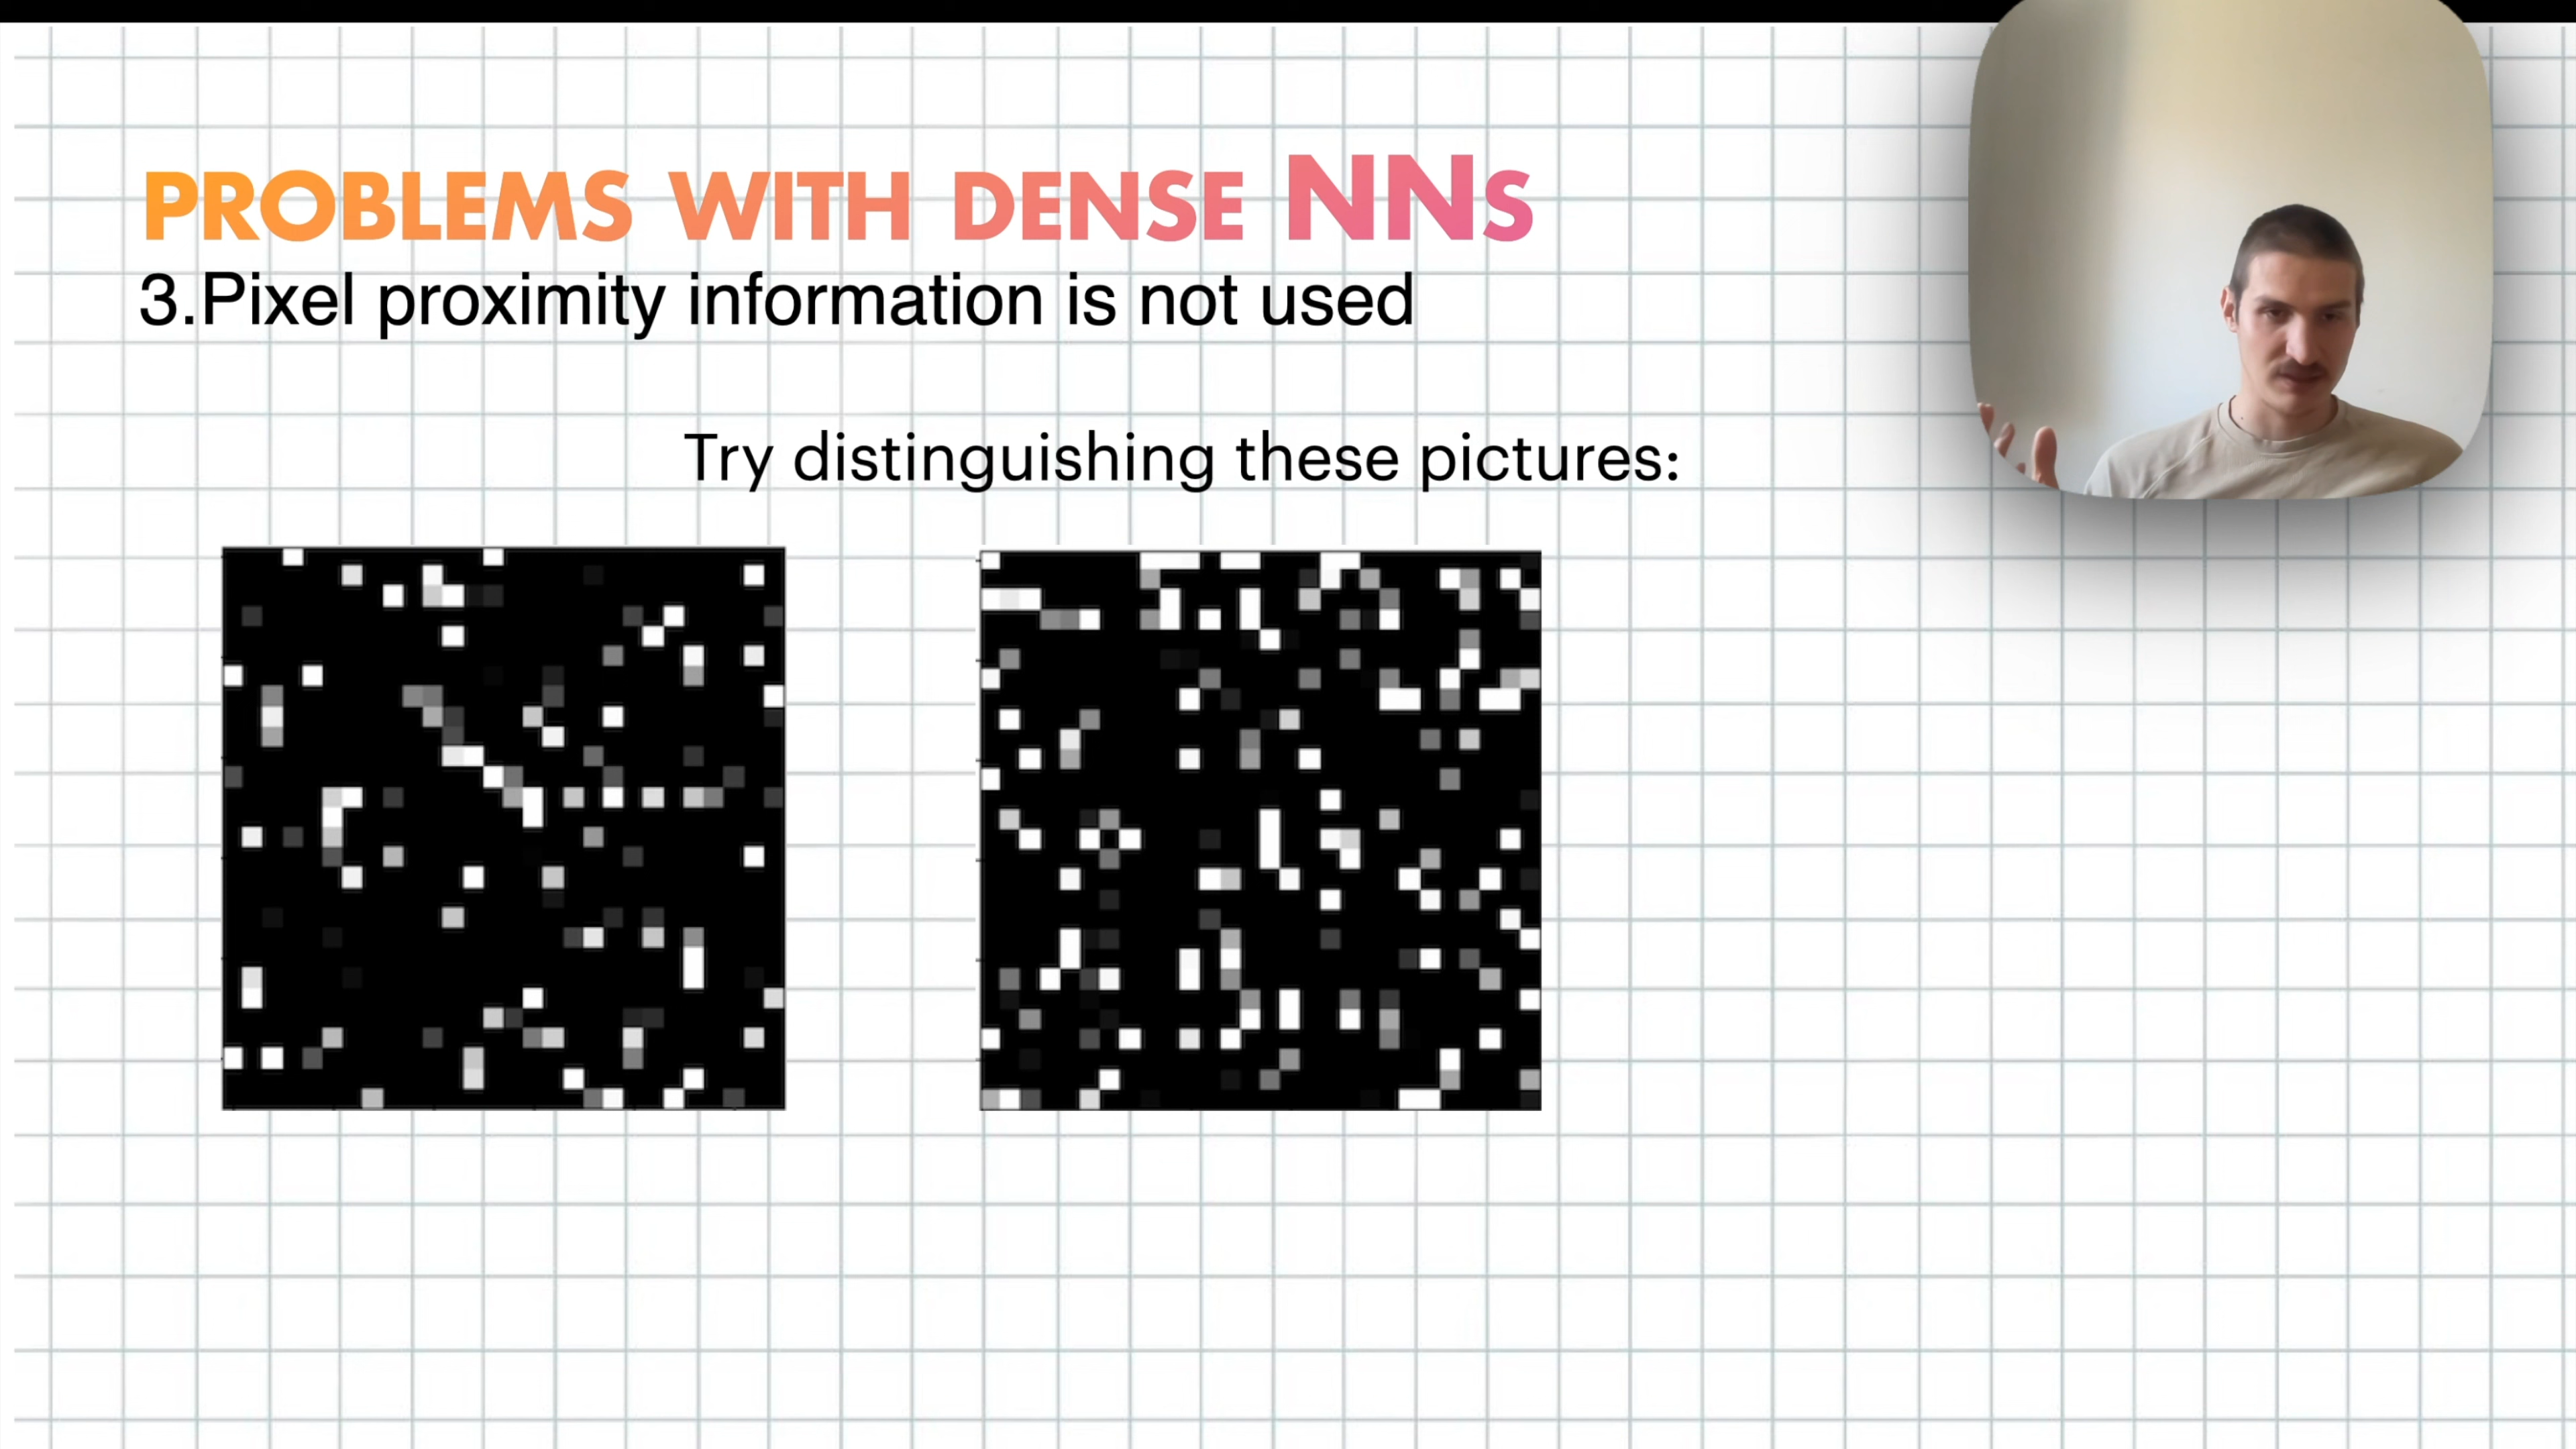 PROBLEMS WITH DENSE NNS
3.Pixel proximity information is not used
Try distinguishing these pictures: